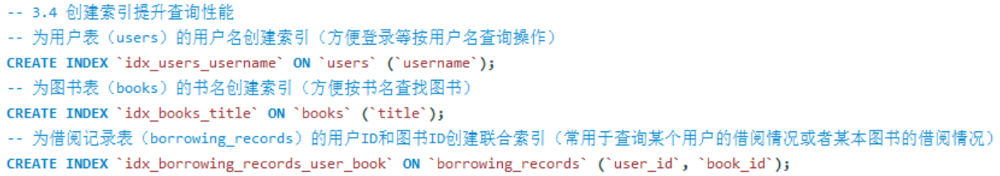 -- 3.4 创建索引提升查询性能
-- 为用户表（users）的用户名创建索引（方便登录等按用户名查询操作）
CREATE INDEX `idx_users_username` ON `users` (`username`);
-- 为图书表（books）的书名创建索引（方便按书名查找图书）
CREATE INDEX `idx_books_title` ON `books` (`title`);
-- 为借阅记录表（borrowing_records）的用户ID和图书ID创建联合索引（常用于查询某个用户的借阅情况或者某本图书的借阅情况）
CREATE INDEX `idx_borrowing_records_user_book` ON `borrowing_records` (`user_id`, `book_id`);